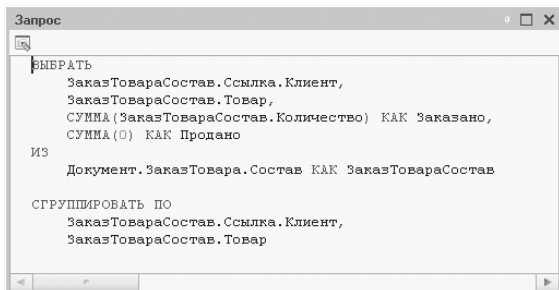 Запрос
ВЫБРАТЬ
ЗаказТовараСостав.Ссылка.Клиент,
ЗаказТовараСостав.Товар,
СУММА(ЗаказТовараСостав.Количество) КАК Заказано,
СУММА(0) КАК Продано
ИЗ
Документ.ЗаказТовара.Состав КАК ЗаказТовараСостав
СГРУППИРОВАТЬ ПО
ЗаказТовараСостав.Ссылка.Клиент,
ЗаказТовараСостав.Товар